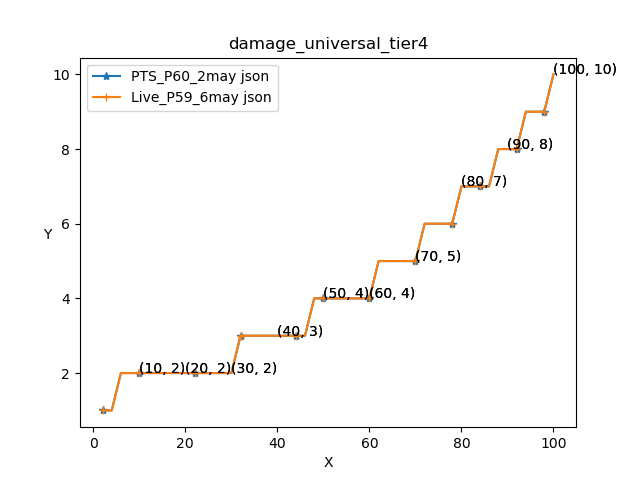 damage_universal_tier4
PTS_P60_2may json
Live_P59_6may json
Y
10
8
6
4
2
(100, 10)
(90, 8)
(80, 7)
(70, 5)
(50, 4)(60, 4)
(40, 3)
(10, 2)(20, 2)(30, 2)
0 20 40 60 80 100
X